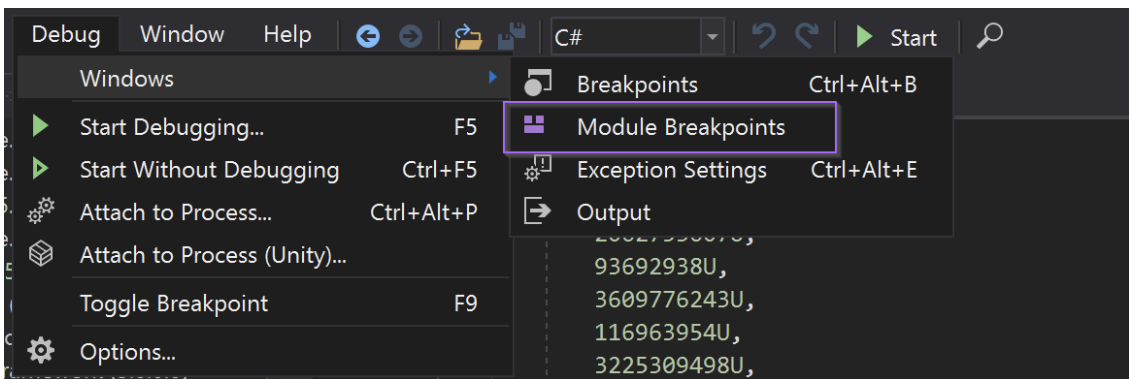 Debug Window Help C# Start
Windows
Start Debugging... F5
Start Without Debugging Ctrl+F5
Attach to Process... Ctrl+Alt+P
Attach to Process (Unity)...
Toggle Breakpoint F9
Options...
Breakpoints Ctrl+Alt+B
Module Breakpoints
Exception Settings Ctrl+Alt+E
Output
93692938U,
3609776243U,
116963954U,
3225309498U,